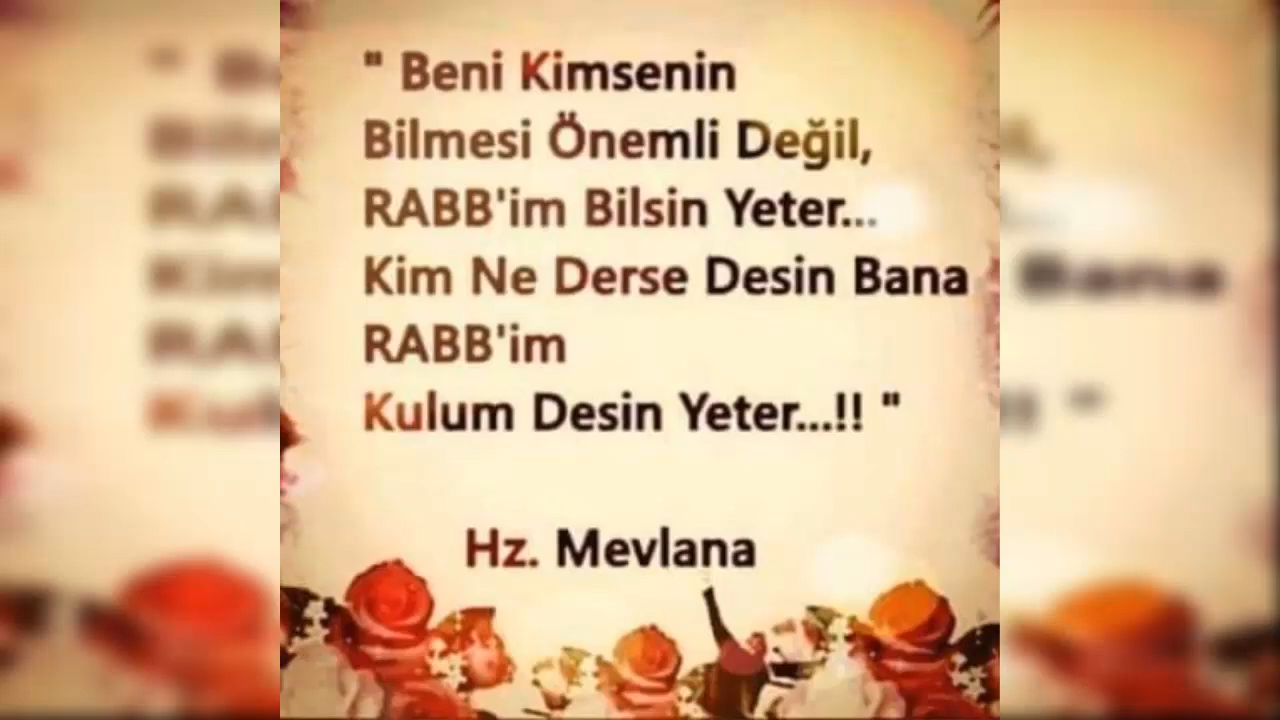 " Beni Kimsenin
Bilmesi Önemli Değil,
RABB'im Bilsin Yeter...
Kim Ne Derse Desin Bana
RABB'im
Kulum Desin Yeter...!! "
Hz. Mevlana